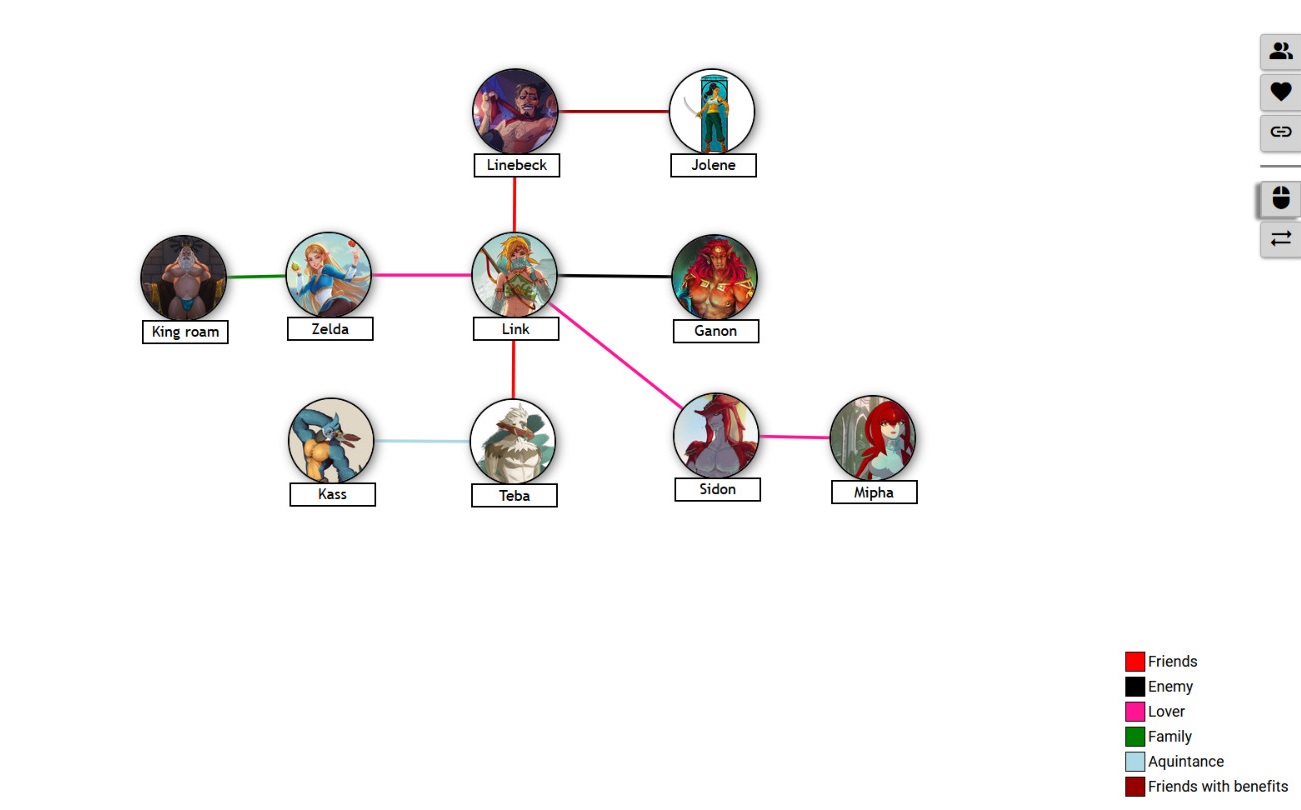 Linebeck
Jolene
King roam
Zelda
Link
Ganon
Kass
Teba
Sidon
Mipha
Friends
Enemy
Lover
Family
Aquintance
Friends with benefits